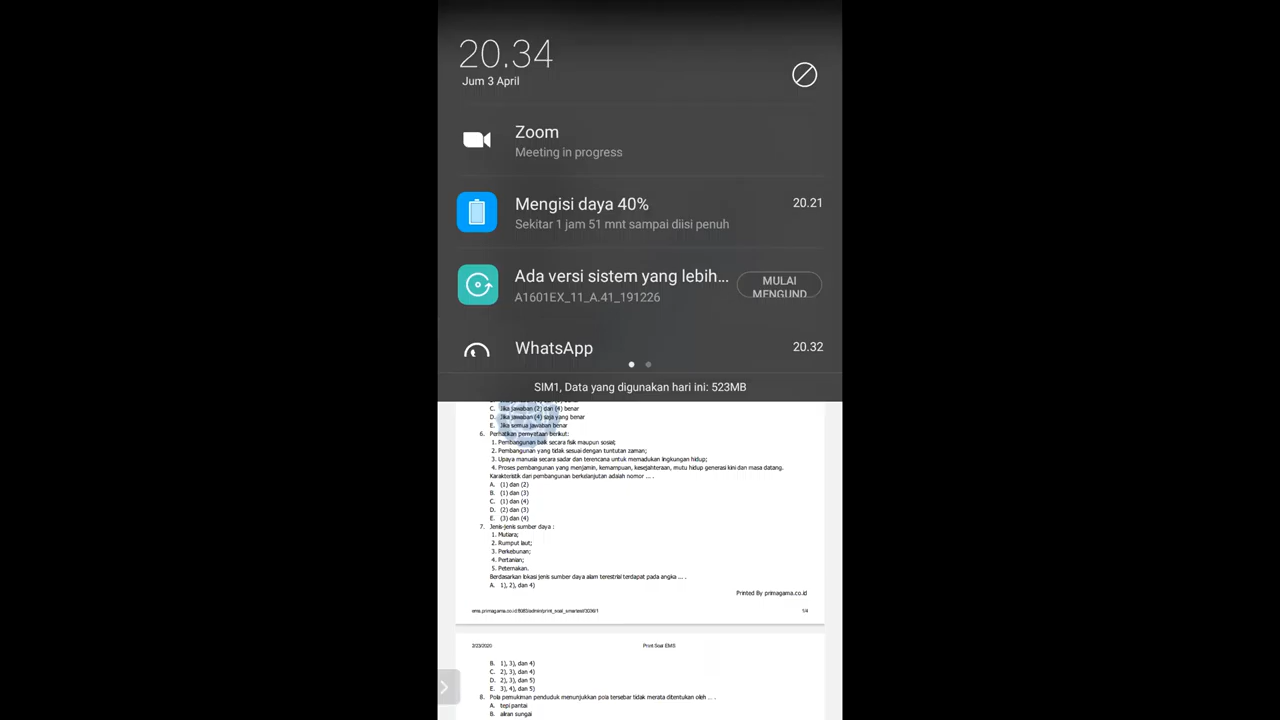 20.34
Jum 3 April
Zoom
Meeting in progress
Mengisi daya 40%
20.21
Sekitar 1 jam 51 mnt sampai diisi penuh
Ada versi sistem yang lebih...
MULAI
MENGUND
A1601EX_11_A.41_191226
WhatsApp
20.32
SIM1, Data yang digunakan hari ini: 523MB
C. Jika jawaban (2) dan (4) benar
D. Jika jawaban (4) saja yang benar
E. Jika semua jawaban benar
6. Perhatikan pernyataan berikut:
1. Pembangunan baik secara fisik maupun sosial;
2. Pembangunan yang tidak sesuai dengan tuntutan zaman;
3. Upaya manusia secara sadar dan terencana untuk memadukan lingkungan hidup;
4. Proses pembangunan yang menjamin, kemampuan, kesejahteraan, mutu hidup generasi kini dan masa datang.
Karakteristik dari pembangunan berkelanjutan adalah nomor ... .
A. (1) dan (2)
B. (1) dan (3)
C. (1) dan (4)
D. (2) dan (3)
E. (3) dan (4)
7. Jenis-jenis sumber daya :
1. Mutiara;
2. Rumput laut;
3. Perkebunan;
4. Pertanian;
5. Peternakan.
Berdasarkan lokasi jenis sumber daya alam terestrial terdapat pada angka ... .
A. 1), 2), dan 4)
Printed By primagama.co.id
1/4
2/23/2020
Print Soal EMS
B. 1), 3), dan 4)
C. 2), 3), dan 4)
D. 2), 3), dan 5)
E. 3), 4), dan 5)
8. Pola pemukiman penduduk menunjukkan pola tersebar tidak merata ditentukan oleh ... .
A. tepi pantai
B. aliran sungai